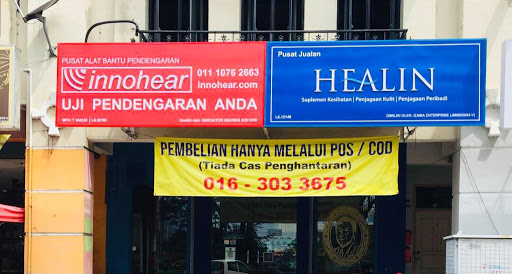 PUSAT ALAT BANTU PENDENGARAN
innohear
011 1076 2663
innohear.com
UJI PENDENGARAN ANDA
Pusat Jualan
HEALIN
Suplemen Kesihatan | Penjagaan Kulit | Penjagaan Peribadi
PEMBELIAN HANYA MELALUI POS / COD
(Tiada Cas Penghantaran)
016 - 303 3675